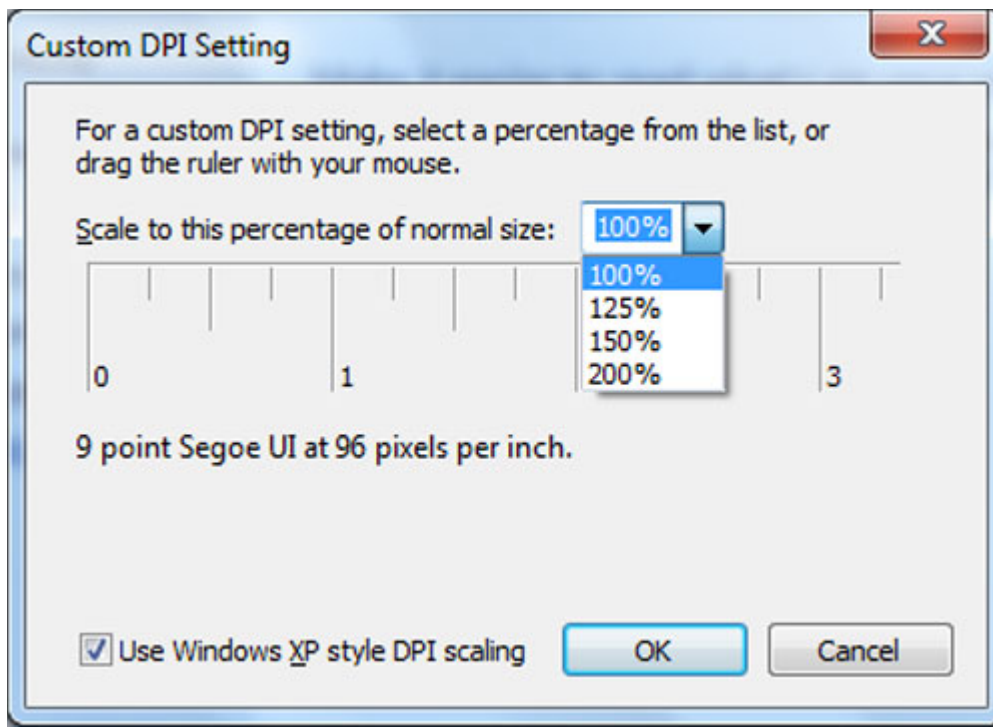 Custom DPI Setting
For a custom DPI setting, select a percentage from the list, or
drag the ruler with your mouse.
Scale to this percentage of normal size: 100%
100%
125%
150%
200%
0 1 3
9 point Segoe UI at 96 pixels per inch.
Use Windows XP style DPI scaling OK Cancel